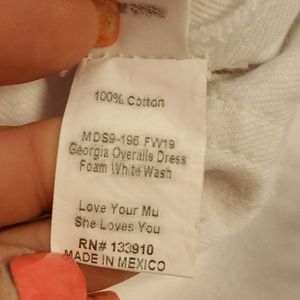 100% Cotton
MDS9-196 FW19
Georgia Overalls Dress
Foam White Wash
Love Your Mu
She Loves You
RN# 133910
MADE IN MEXICO